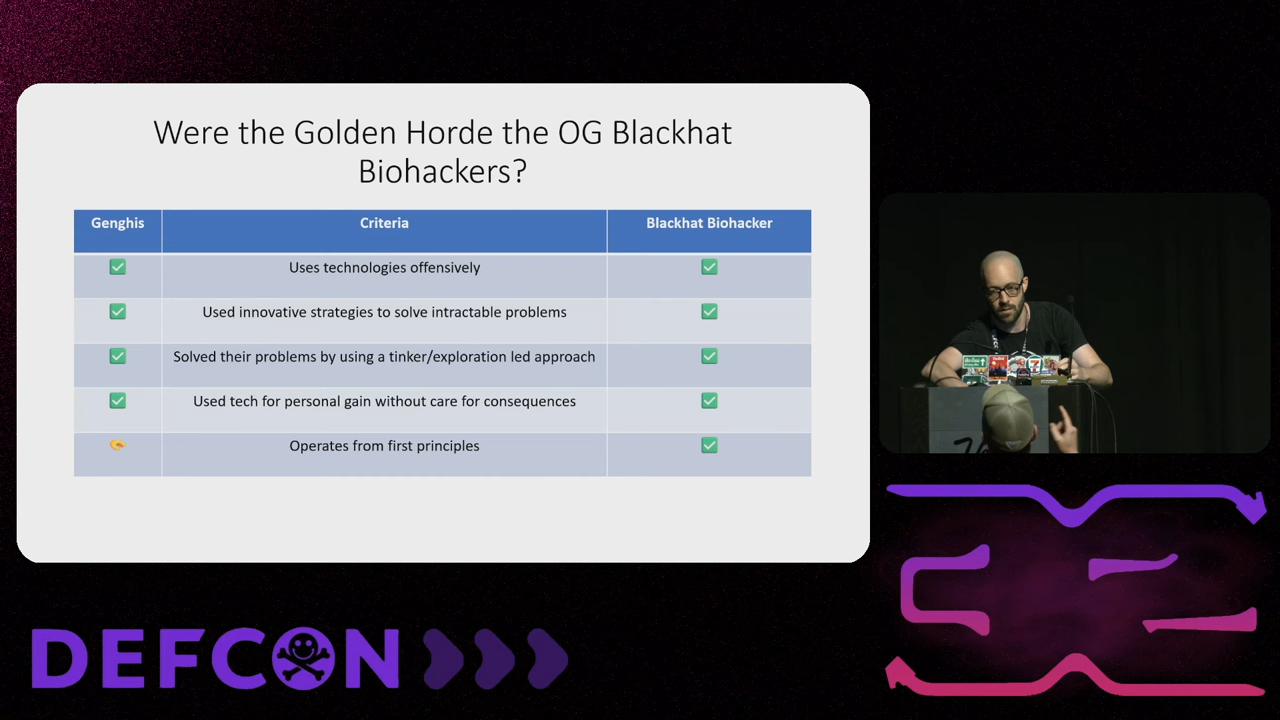 Were the Golden Horde the OG Blackhat
Biohackers?
Genghis Criteria Blackhat Biohacker
✅ Uses technologies offensively ✅
✅ Used innovative strategies to solve intractable problems ✅
✅ Solved their problems by using a tinker/exploration led approach ✅
✅ Used tech for personal gain without care for consequences ✅
Operates from first principles ✅
DEFCON